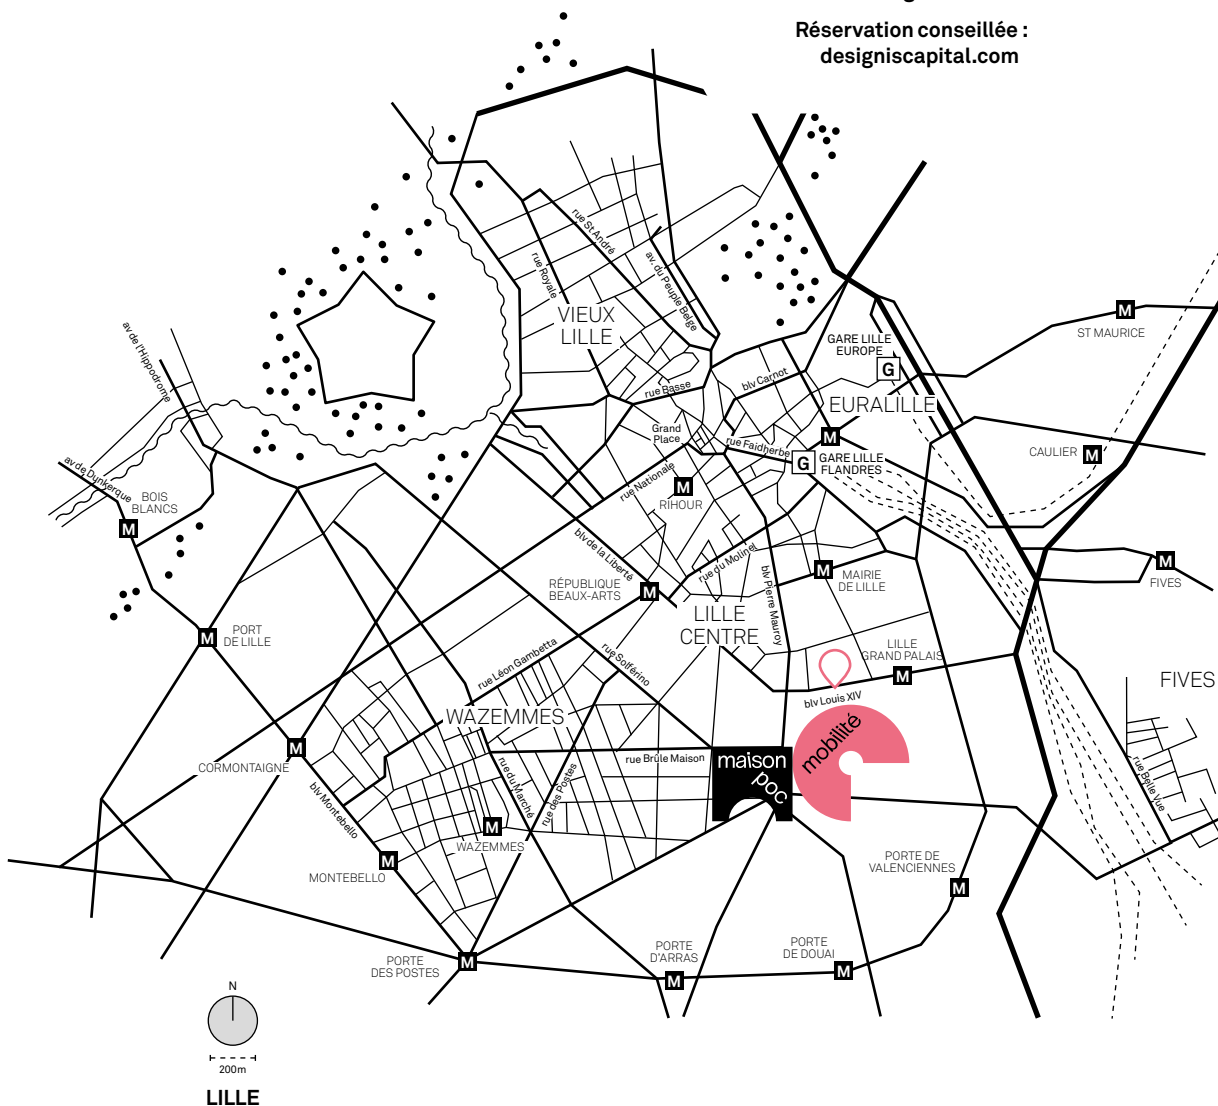 Réservation conseillée :
designiscapital.com
rue St André
rue Royale
av. du Peuple Belge
VIEUX
LILLE
av de l'Hippodrome
M
ST MAURICE
GARE LILLE
EUROPE
G
blv Carnot
rue Basse
EURALILLE
Grand
Place
rue Faidherbe
M
G
GARE LILLE
FLANDRES
CAULIER
M
av de Dunkerque
BOIS
BLANCS
M
rue Nationale
M
RIHOUR
blv de la Liberté
rue du Molinel
blv Pierre Mauroy
RÉPUBLIQUE
BEAUX-ARTS
M
M
MAIRIE
DE LILLE
M
FIVES
LILLE
CENTRE
M
PORT
DE LILLE
rue Léon Gambetta
rue Solférino
LILLE
GRAND PALAIS
M
blv Louis XIV
FIVES
WAZEMMES
mobilité
maison
poc
rue Brûle Maison
M
CORMONTAIGNE
rue du Marché
rue des Postes
rue Belle Vue
blv Montebello
M
WAZEMMES
M
MONTEBELLO
PORTE DE
VALENCIENNES
M
PORTE
DES POSTES
M
PORTE
D'ARRAS
M
PORTE
DE DOUAI
M
N
200m
LILLE